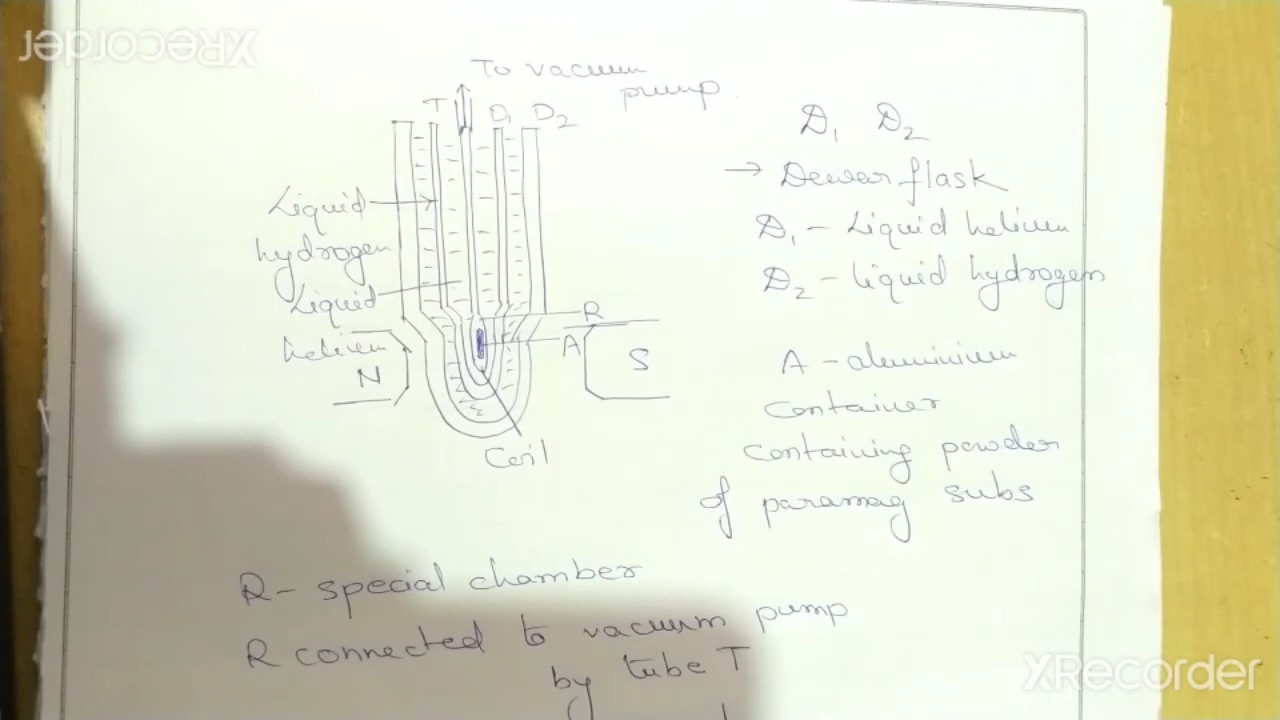 XRecorder
To vacuum
pump
T D1 D2
Liquid
hydrogen
Liquid
helium
N
R
A
S
Coil
D1 D2
→ Dewar flask
D1 - Liquid helium
D2 - liquid hydrogen
A - aluminium
container
containing powder
of paramag subs
R - special chamber
R connected to vacuum pump
by tube T
XRecorder